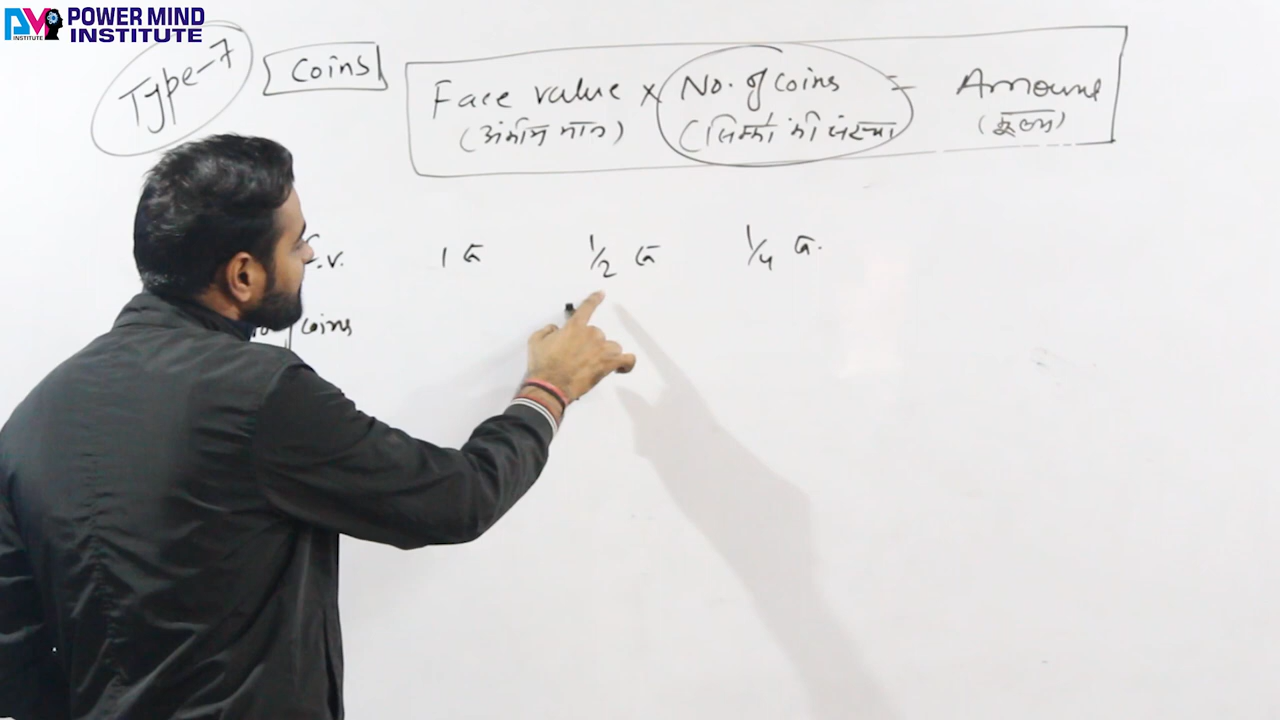 POWER MIND
INSTITUTE
INSTITUTE
Type-7 Coins
Face value × No. of coins = Amount
(अंकित मान) (सिक्कों की संख्या)
F.V. 1 रु 1/2 रु 1/4 रु.
coins